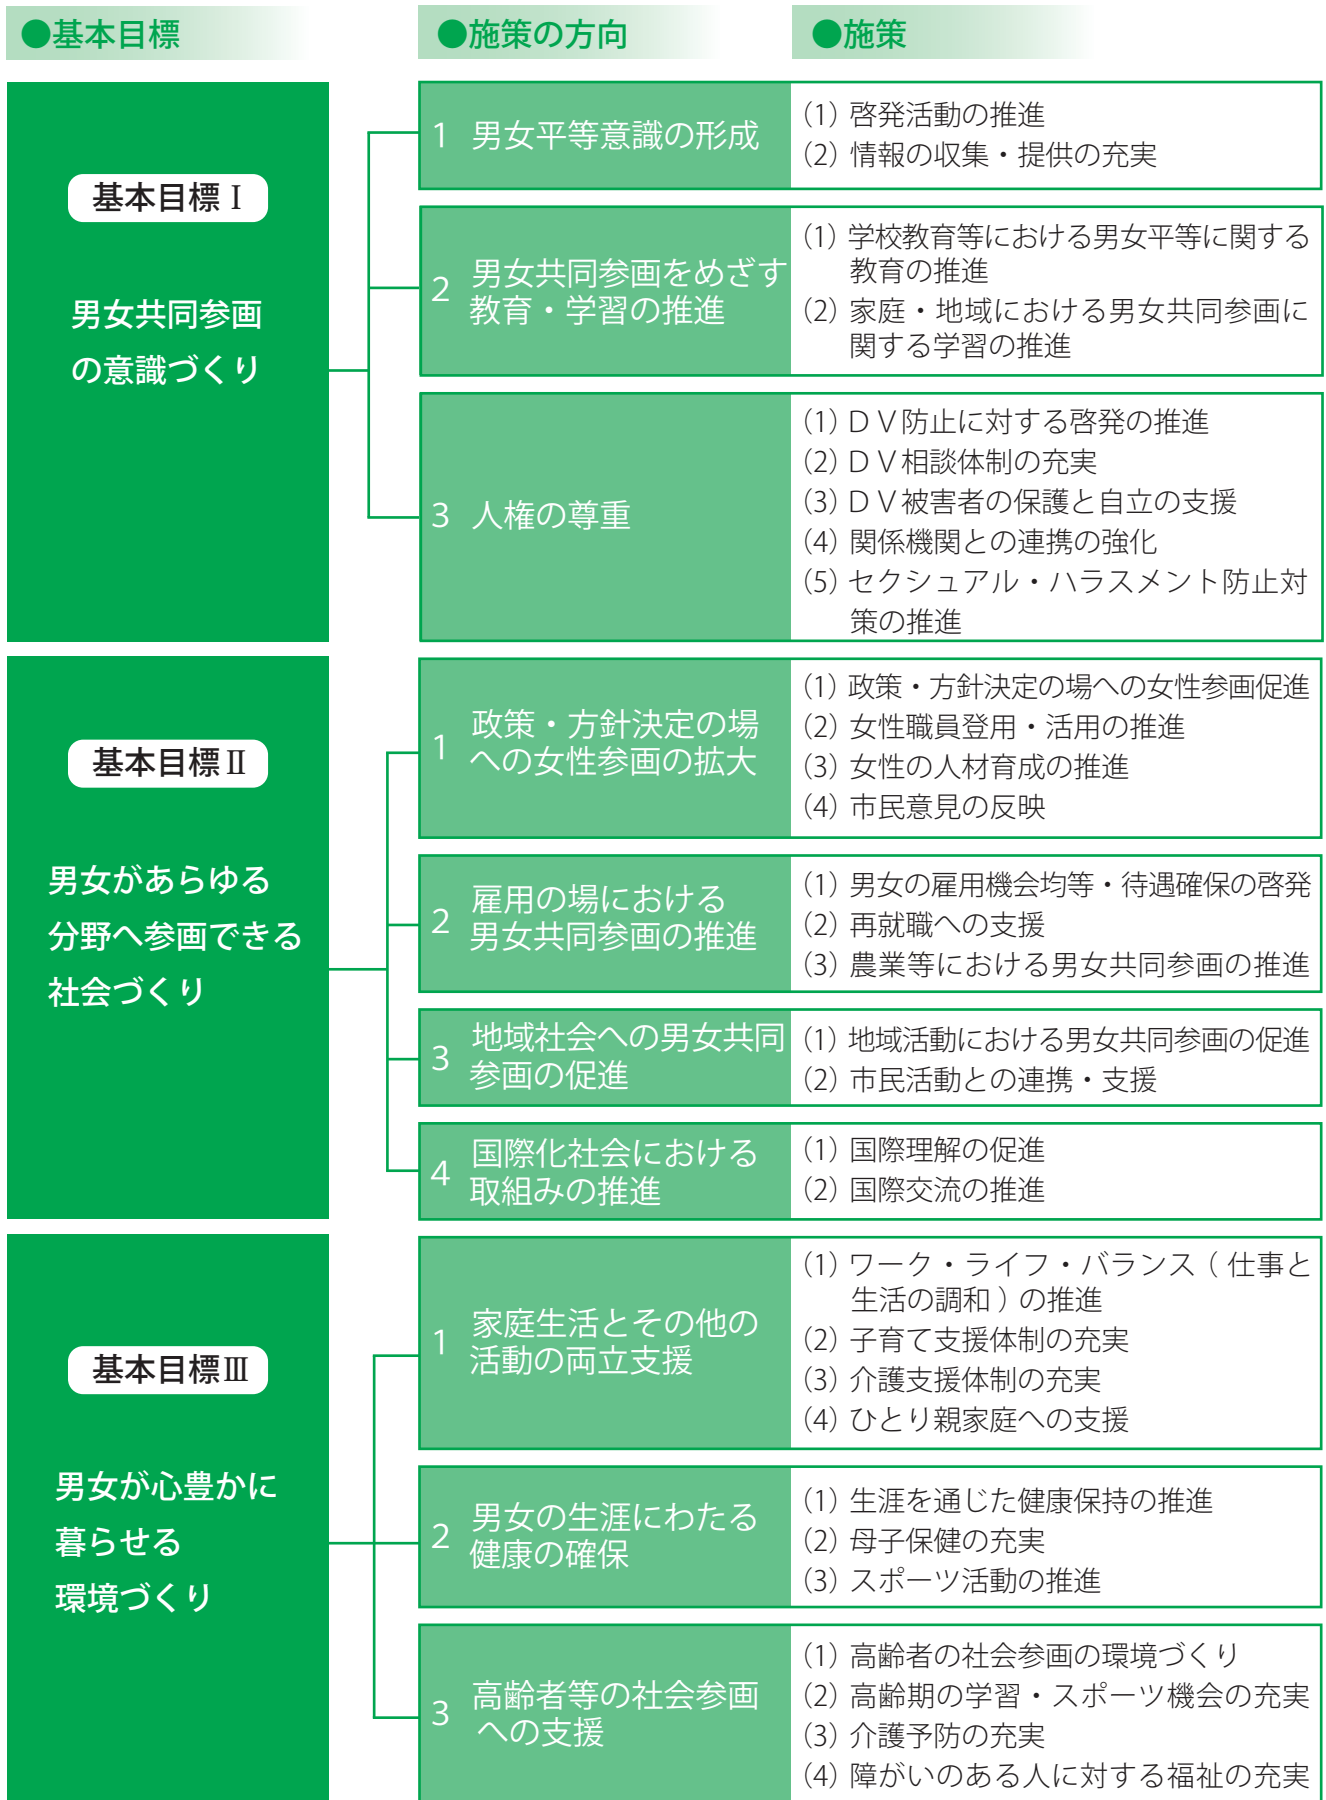 ●基本目標
●施策の方向
●施策
基本目標Ⅰ
男女共同参画
の意識づくり
1 男女平等意識の形成
(1) 啓発活動の推進
(2) 情報の収集・提供の充実
2 男女共同参画をめざす
教育・学習の推進
(1) 学校教育等における男女平等に関する
教育の推進
(2) 家庭・地域における男女共同参画に
関する学習の推進
3 人権の尊重
(1) ＤＶ防止に対する啓発の推進
(2) ＤＶ相談体制の充実
(3) ＤＶ被害者の保護と自立の支援
(4) 関係機関との連携の強化
(5) セクシュアル・ハラスメント防止対
策の推進
基本目標Ⅱ
男女があらゆる
分野へ参画できる
社会づくり
1 政策・方針決定の場
への女性参画の拡大
(1) 政策・方針決定の場への女性参画促進
(2) 女性職員登用・活用の推進
(3) 女性の人材育成の推進
(4) 市民意見の反映
2 雇用の場における
男女共同参画の推進
(1) 男女の雇用機会均等・待遇確保の啓発
(2) 再就職への支援
(3) 農業等における男女共同参画の推進
3 地域社会への男女共同
参画の促進
(1) 地域活動における男女共同参画の促進
(2) 市民活動との連携・支援
4 国際化社会における
取組みの推進
(1) 国際理解の促進
(2) 国際交流の推進
基本目標Ⅲ
男女が心豊かに
暮らせる
環境づくり
1 家庭生活とその他の
活動の両立支援
(1) ワーク・ライフ・バランス（仕事と
生活の調和）の推進
(2) 子育て支援体制の充実
(3) 介護支援体制の充実
(4) ひとり親家庭への支援
2 男女の生涯にわたる
健康の確保
(1) 生涯を通じた健康保持の推進
(2) 母子保健の充実
(3) スポーツ活動の推進
3 高齢者等の社会参画
への支援
(1) 高齢者の社会参画の環境づくり
(2) 高齢期の学習・スポーツ機会の充実
(3) 介護予防の充実
(4) 障がいのある人に対する福祉の充実